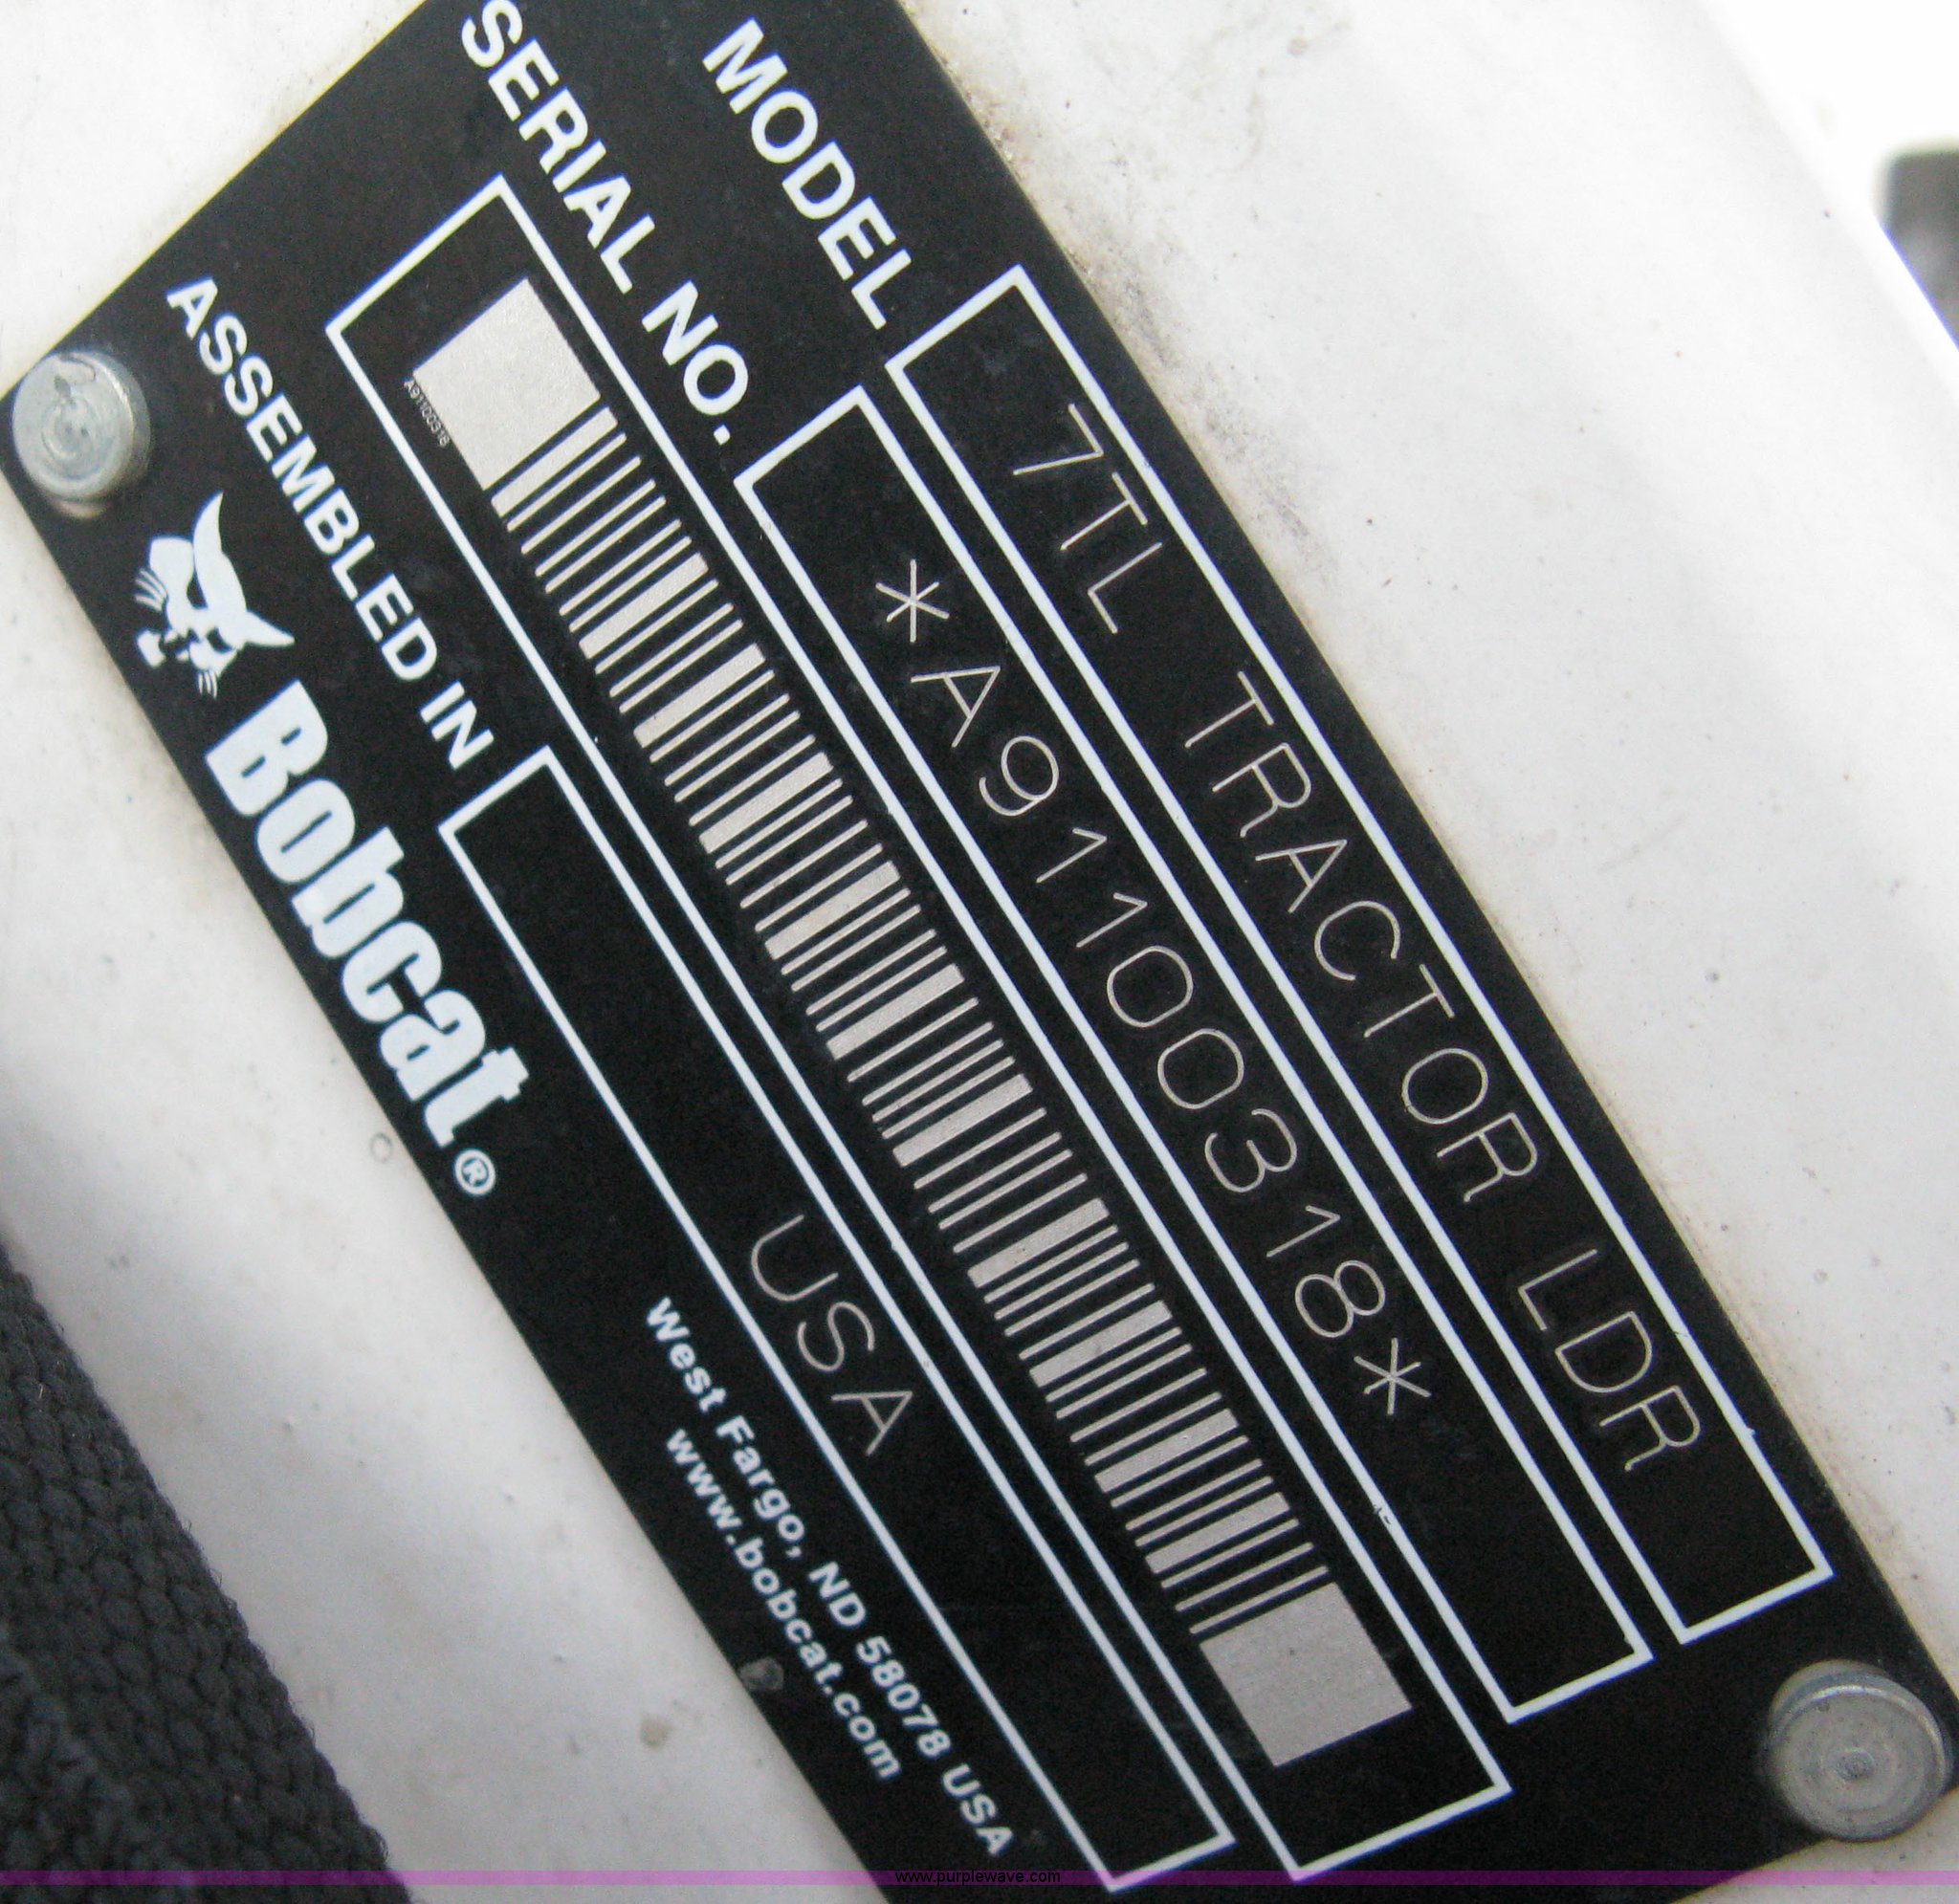 MODEL 7TL TRACTOR LDR
SERIAL NO. *A91100318*
A91100318
ASSEMBLED IN USA
Bobcat®
West Fargo, ND 58078 USA
www.bobcat.com
www.purplewave.com